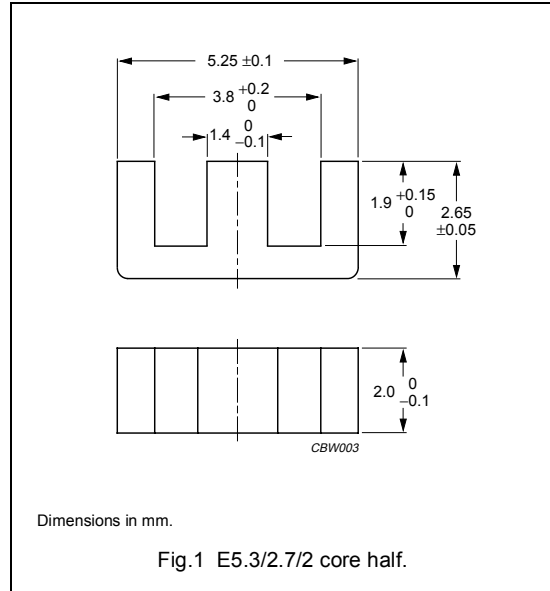 5.25 ±0.1
3.8 +0.2 0
1.4 0 −0.1
1.9 +0.15 0
2.65 ±0.05
2.0 0 −0.1
CBW003
Dimensions in mm.
Fig.1 E5.3/2.7/2 core half.